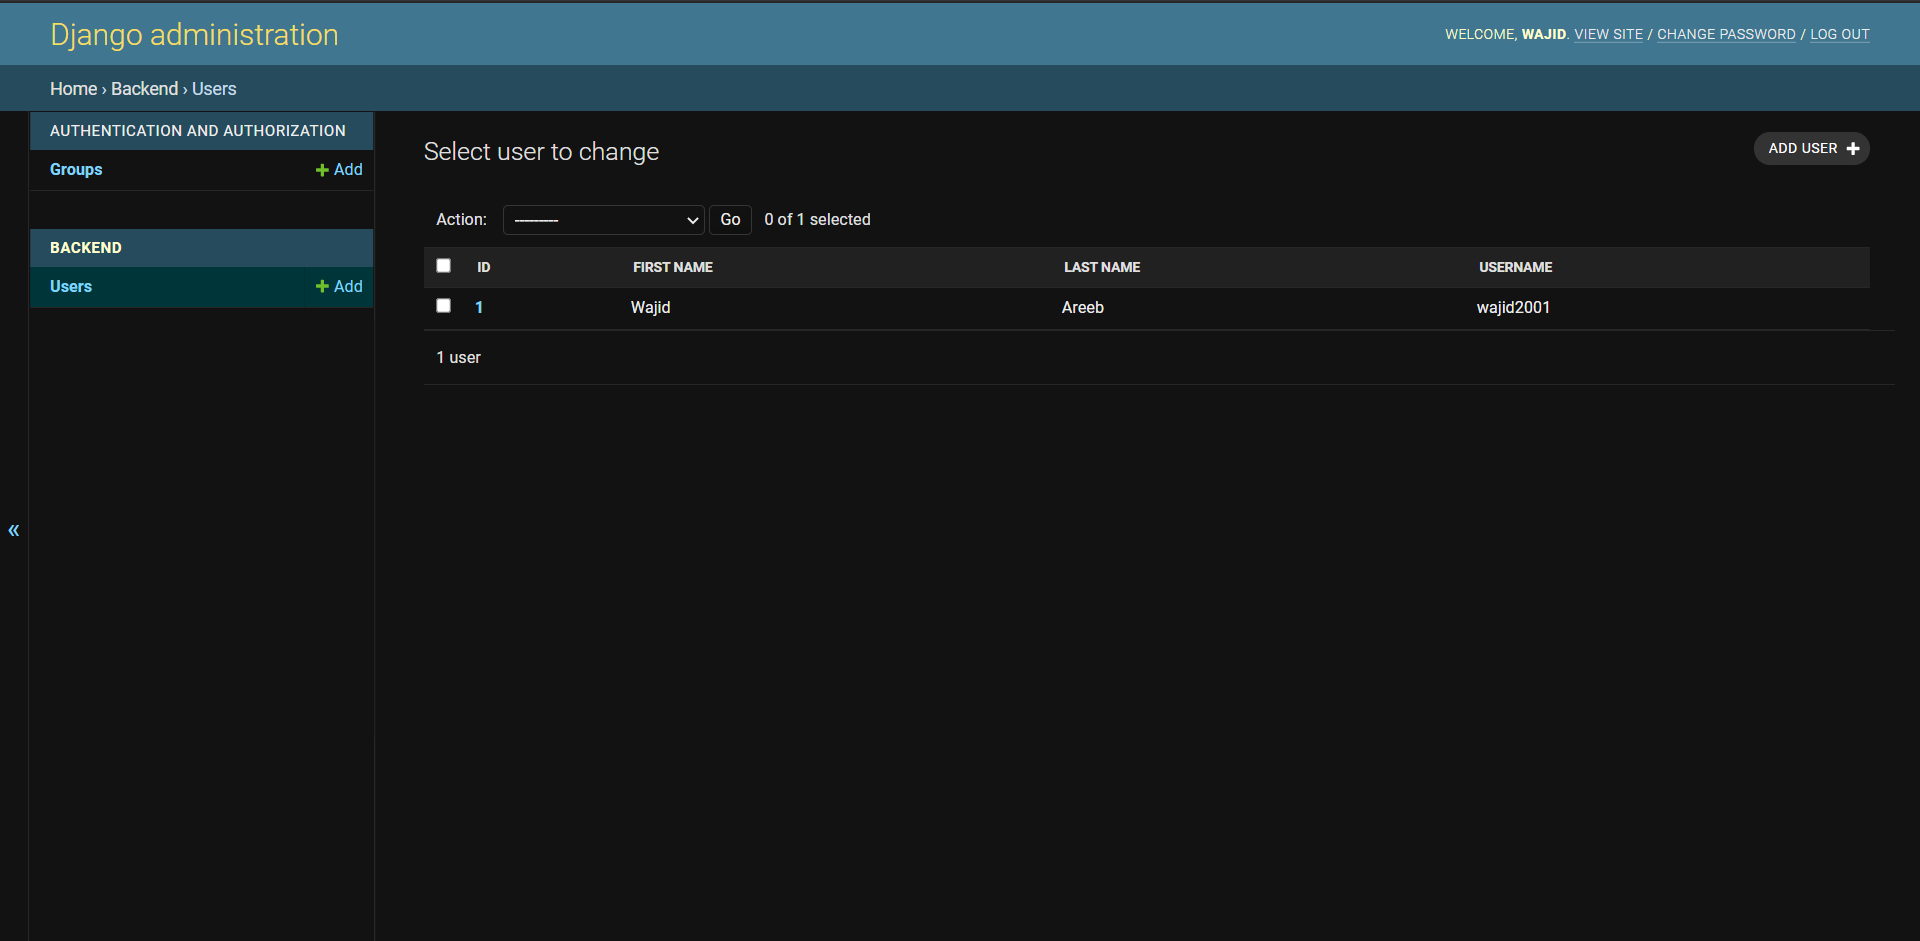 Django administration
WELCOME, WAJID. VIEW SITE / CHANGE PASSWORD / LOG OUT
Home › Backend › Users
AUTHENTICATION AND AUTHORIZATION
Groups + Add
BACKEND
Users + Add
«
Select user to change
ADD USER +
Action: --------- Go 0 of 1 selected
ID FIRST NAME LAST NAME USERNAME
1 Wajid Areeb wajid2001
1 user